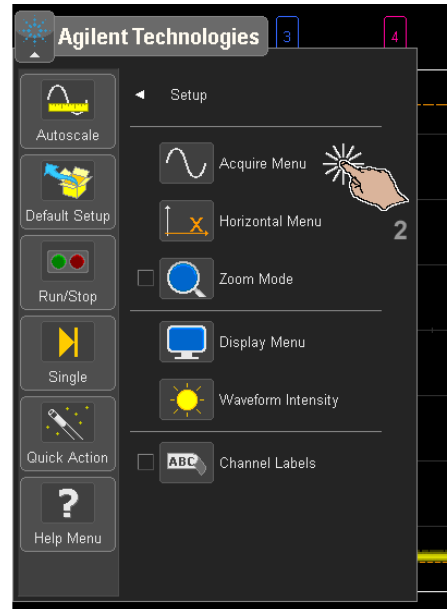 Agilent Technologies
3
4
Autoscale
Default Setup
Run/Stop
Single
Quick Action
?
Help Menu
Setup
Acquire Menu
2
X
Horizontal Menu
Zoom Mode
Display Menu
Waveform Intensity
ABC
Channel Labels